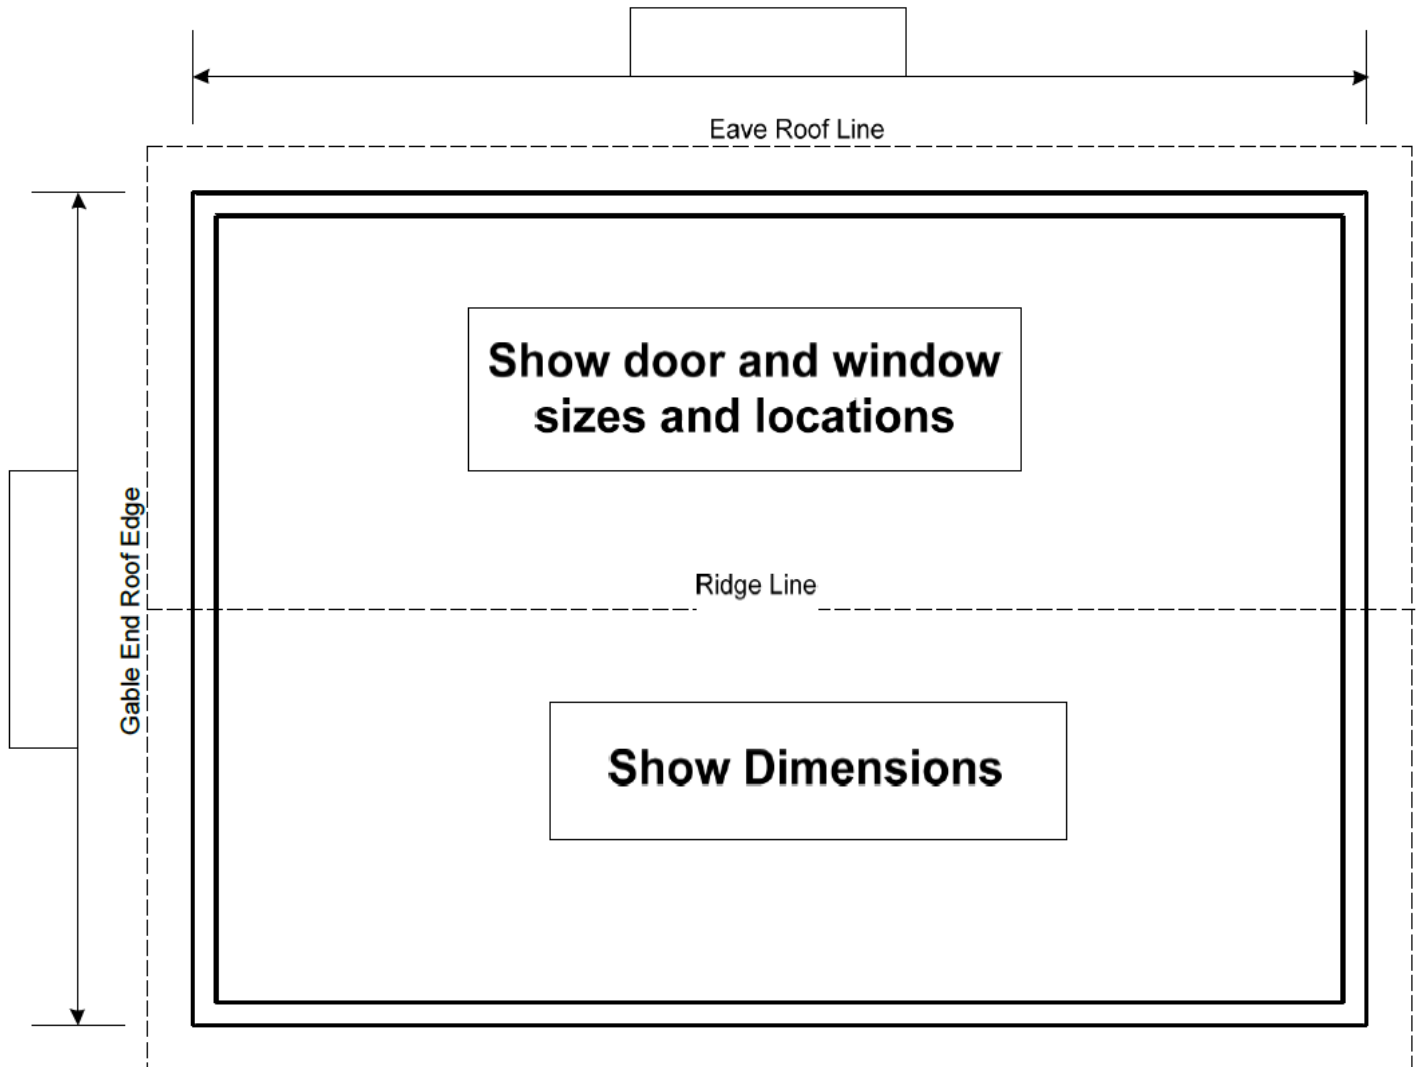 Eave Roof Line
Show door and window
sizes and locations
Gable End Roof Edge
Ridge Line
Show Dimensions